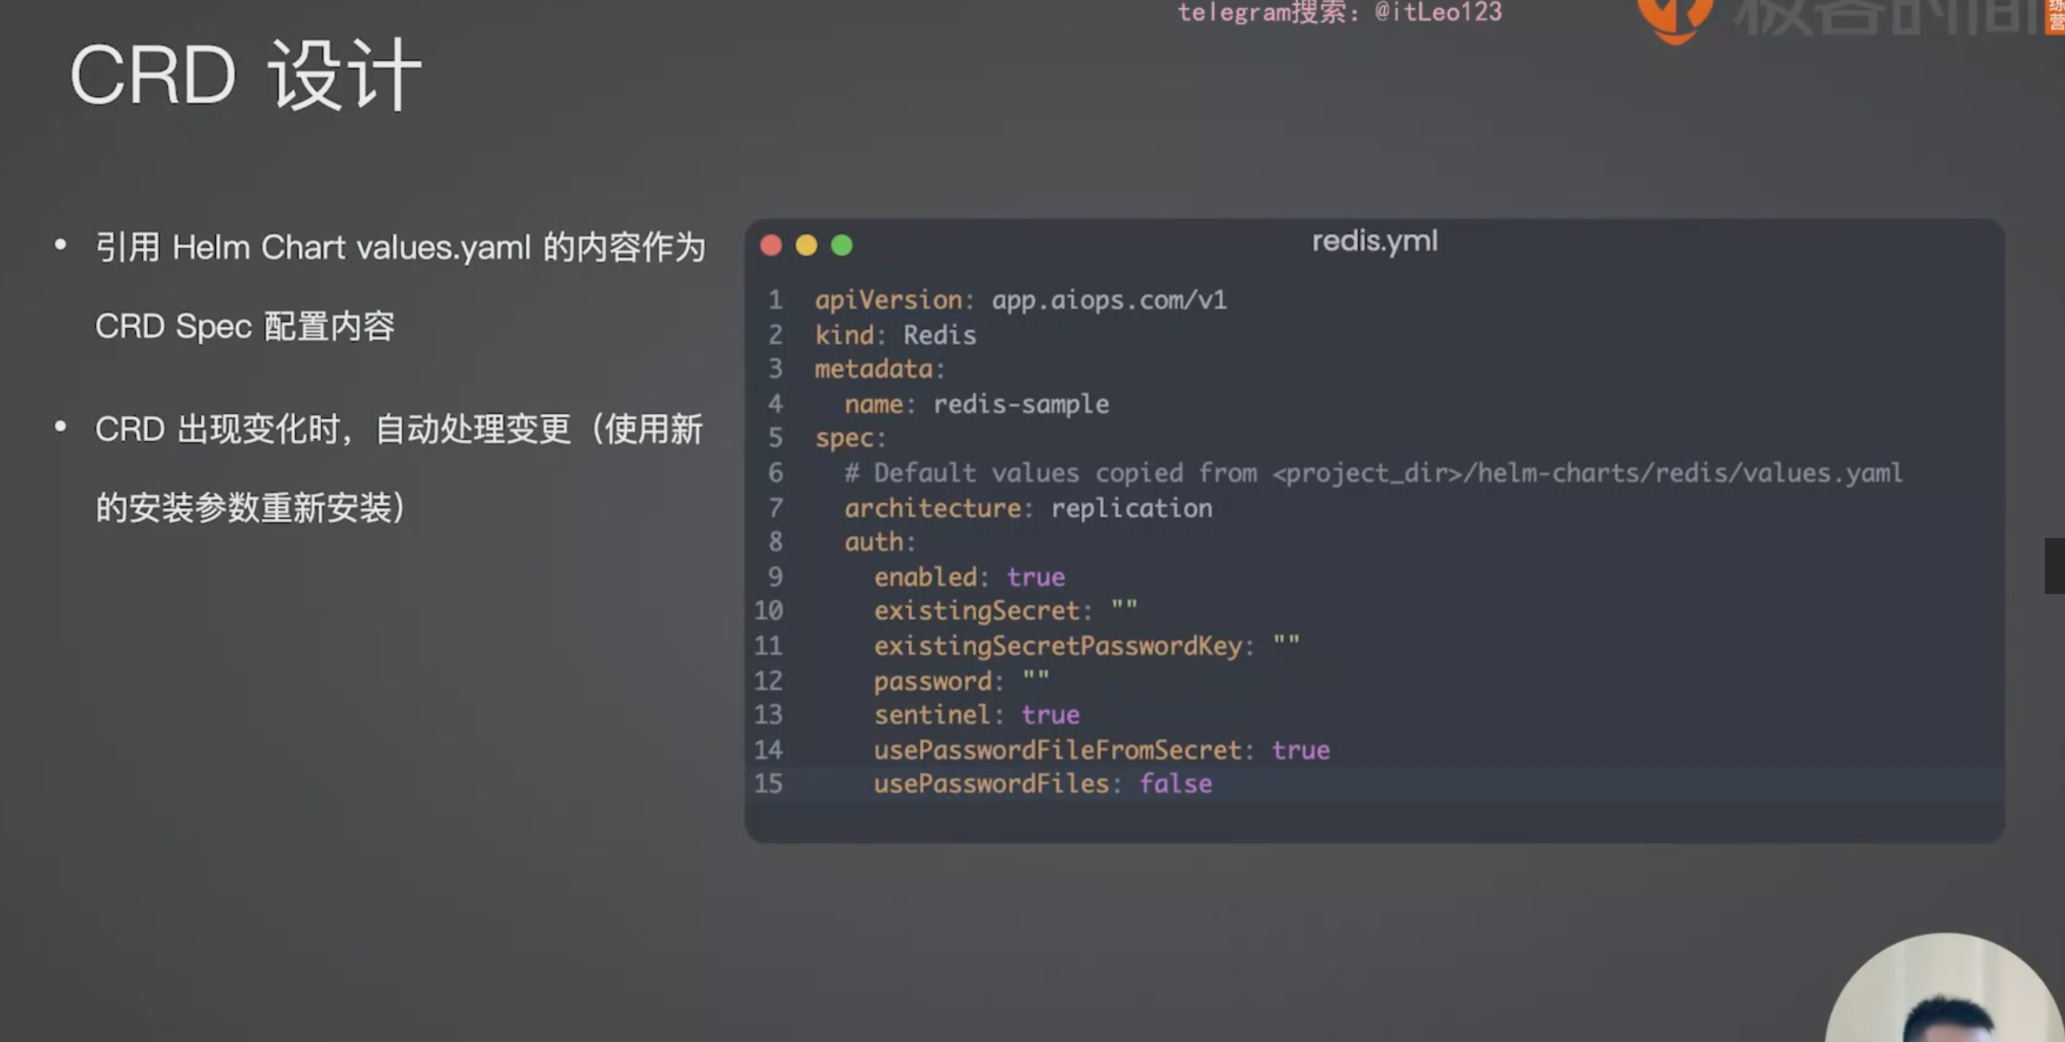 telegram搜索：@itLeo123
极客时间
CRD 设计
• 引用 Helm Chart values.yaml 的内容作为
CRD Spec 配置内容
• CRD 出现变化时，自动处理变更（使用新
的安装参数重新安装）
redis.yml
1 apiVersion: app.aiops.com/v1
2 kind: Redis
3 metadata:
4   name: redis-sample
5 spec:
6   # Default values copied from <project_dir>/helm-charts/redis/values.yaml
7   architecture: replication
8   auth:
9     enabled: true
10     existingSecret: ""
11     existingSecretPasswordKey: ""
12     password: ""
13     sentinel: true
14     usePasswordFileFromSecret: true
15     usePasswordFiles: false